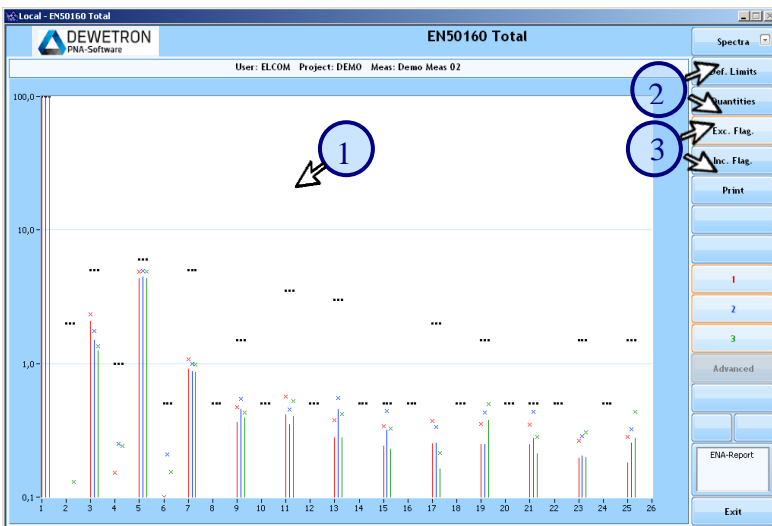 Local - EN50160 Total
DEWETRON
PNA-Software
EN50160 Total
User: ELCOM Project: DEMO Meas: Demo Meas 02
Spectra
Def. Limits
Quantities
Exc. Flag.
Inc. Flag.
Print
1
2
3
Advanced
ENA-Report
Exit
1
2
3
100,0
10,0
1,0
0,1
1 2 3 4 5 6 7 8 9 10 11 12 13 14 15 16 17 18 19 20 21 22 23 24 25 26